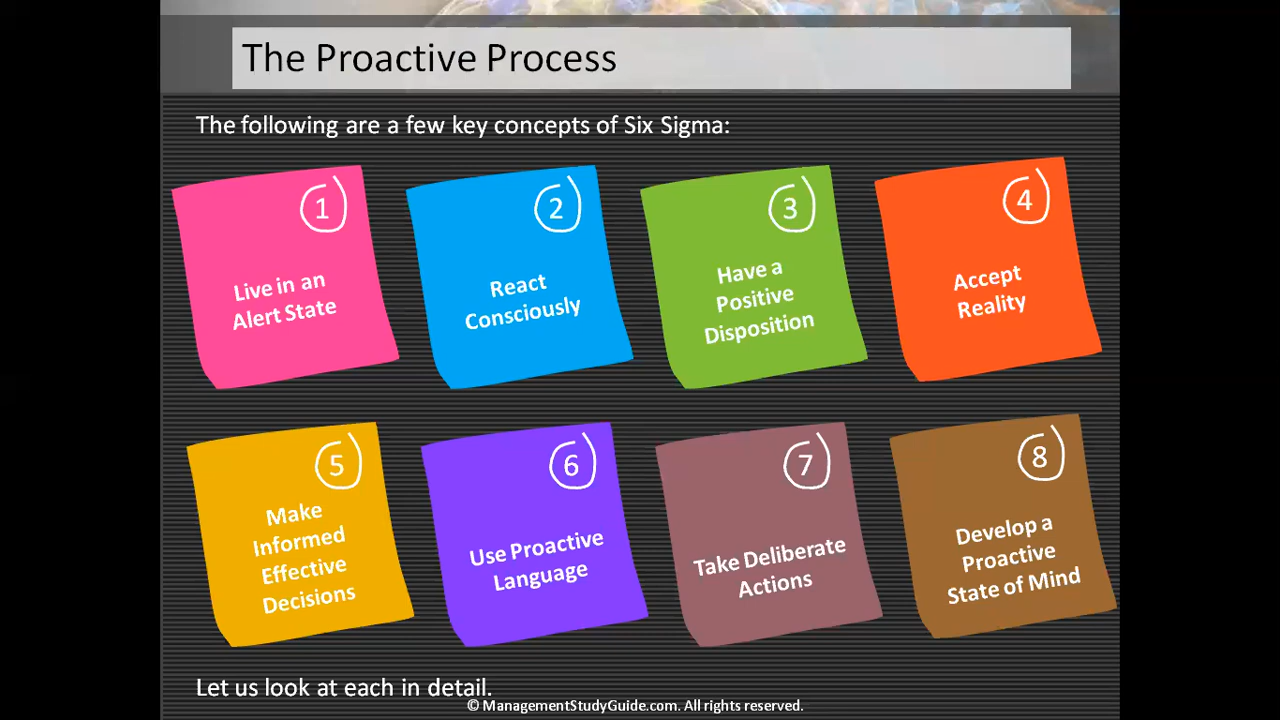 The Proactive Process
The following are a few key concepts of Six Sigma:
1
Live in an
Alert State
2
React
Consciously
3
Have a
Positive
Disposition
4
Accept
Reality
5
Make
Informed
Effective
Decisions
6
Use Proactive
Language
7
Take Deliberate
Actions
8
Develop a
Proactive
State of Mind
Let us look at each in detail.
© ManagementStudyGuide.com. All rights reserved.